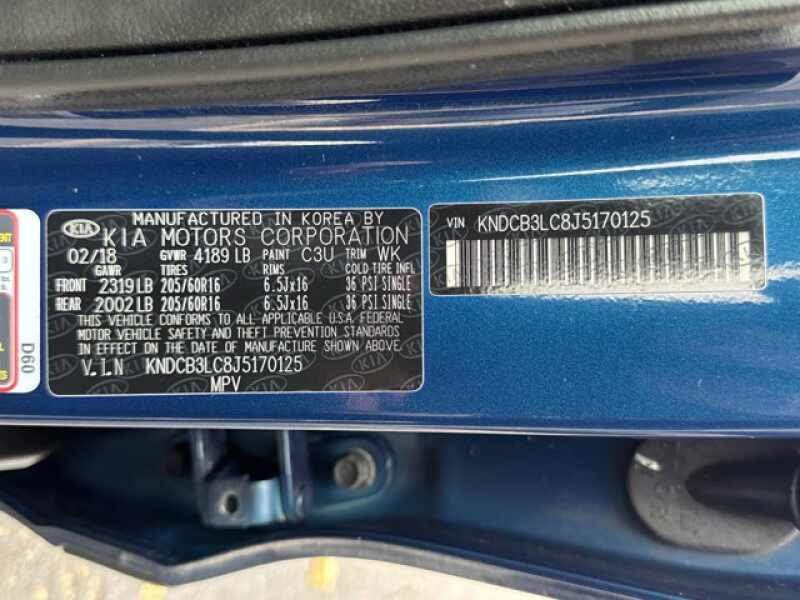 MANUFACTURED IN KOREA BY
KIA KIA MOTORS CORPORATION
02/18 GVWR 4189 LB PAINT C3U TRIM WK
GAWR TIRES RIMS COLD TIRE INFL
FRONT 2319 LB 205/60R16 6.5Jx16 36 PSI SINGLE
REAR 2002 LB 205/60R16 6.5Jx16 36 PSI SINGLE
THIS VEHICLE CONFORMS TO ALL APPLICABLE U.S.A. FEDERAL
MOTOR VEHICLE SAFETY AND THEFT PREVENTION STANDARDS
IN EFFECT ON THE DATE OF MANUFACTURE SHOWN ABOVE.
V.I.N KNDCB3LC8J5170125
MPV
VIN KNDCB3LC8J5170125
D60